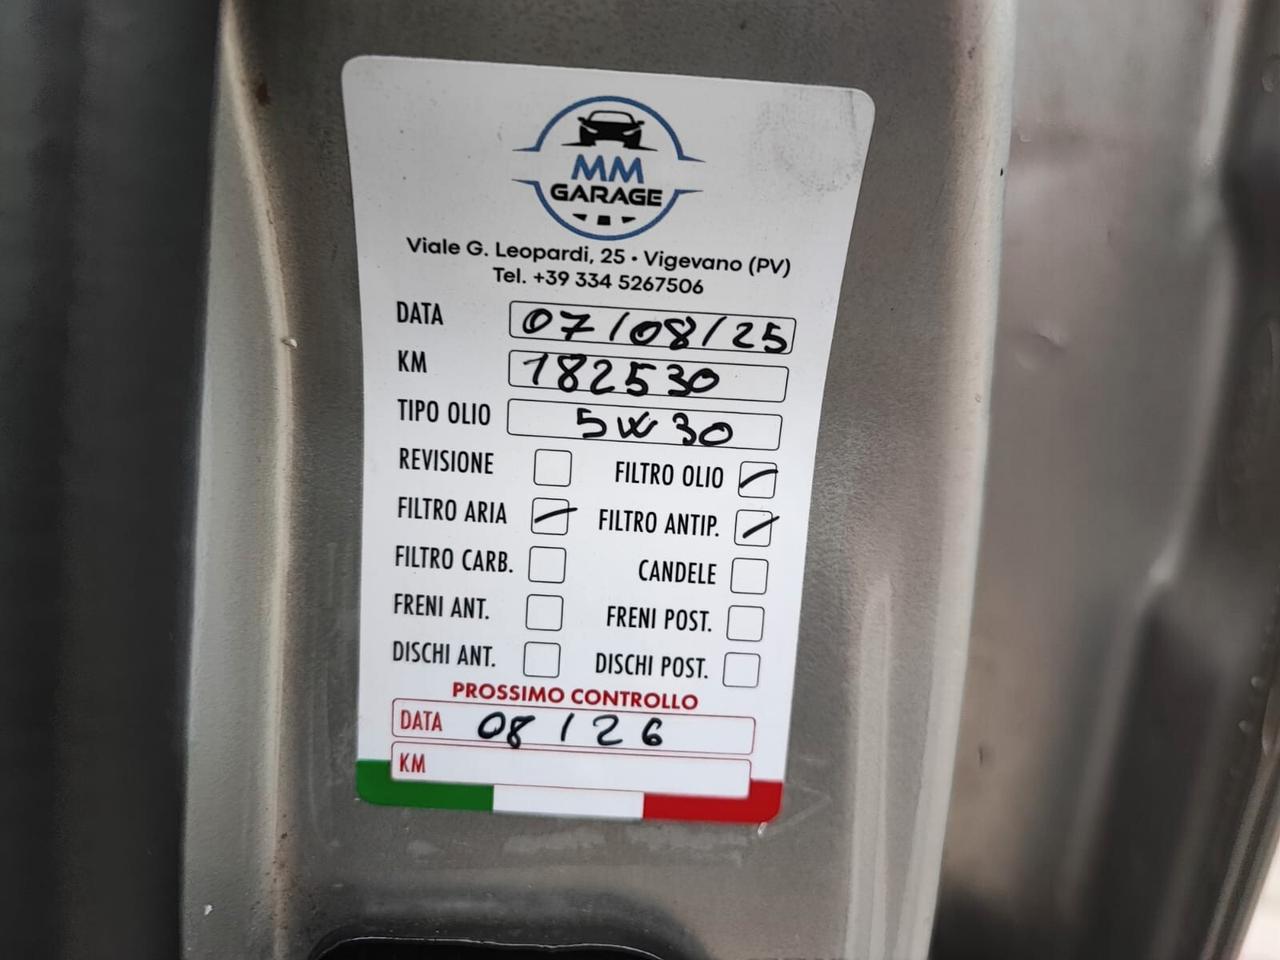 MM
GARAGE
Viale G. Leopardi, 25 • Vigevano (PV)
Tel. +39 334 5267506
DATA 07/08/25
KM 182530
TIPO OLIO 5W30
REVISIONE FILTRO OLIO
FILTRO ARIA FILTRO ANTIP.
FILTRO CARB. CANDELE
FRENI ANT. FRENI POST.
DISCHI ANT. DISCHI POST.
PROSSIMO CONTROLLO
DATA 08/26
KM